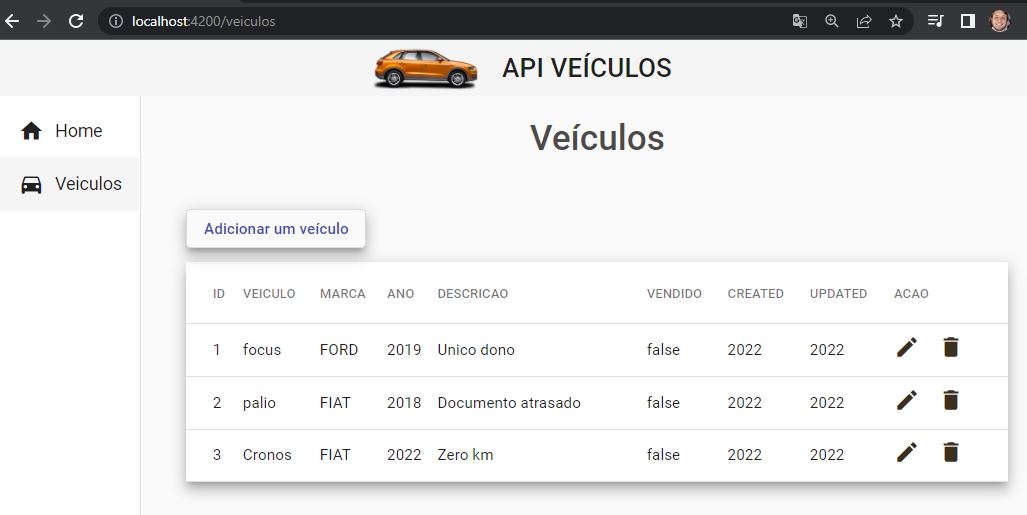 localhost:4200/veiculos
API VEÍCULOS
Home
Veiculos
Veículos
Adicionar um veículo
ID VEICULO MARCA ANO DESCRICAO VENDIDO CREATED UPDATED ACAO
1 focus FORD 2019 Unico dono false 2022 2022
2 palio FIAT 2018 Documento atrasado false 2022 2022
3 Cronos FIAT 2022 Zero km false 2022 2022